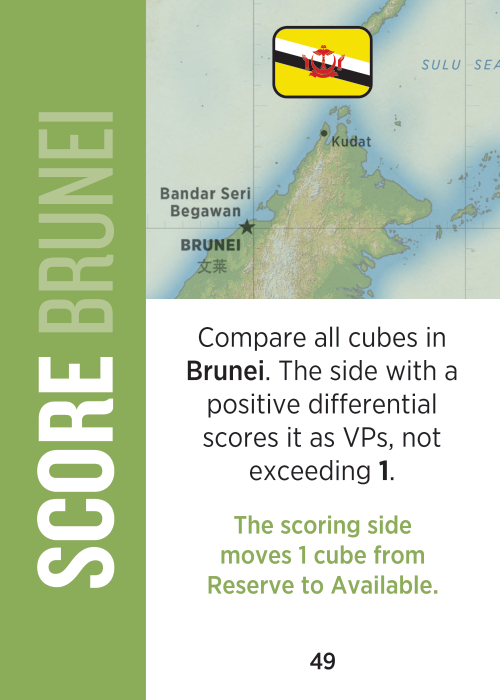 SCORE BRUNEI
SULU SEA
Kudat
Bandar Seri
Begawan
BRUNEI
文莱
Compare all cubes in
Brunei. The side with a
positive differential
scores it as VPs, not
exceeding 1.
The scoring side
moves 1 cube from
Reserve to Available.
49